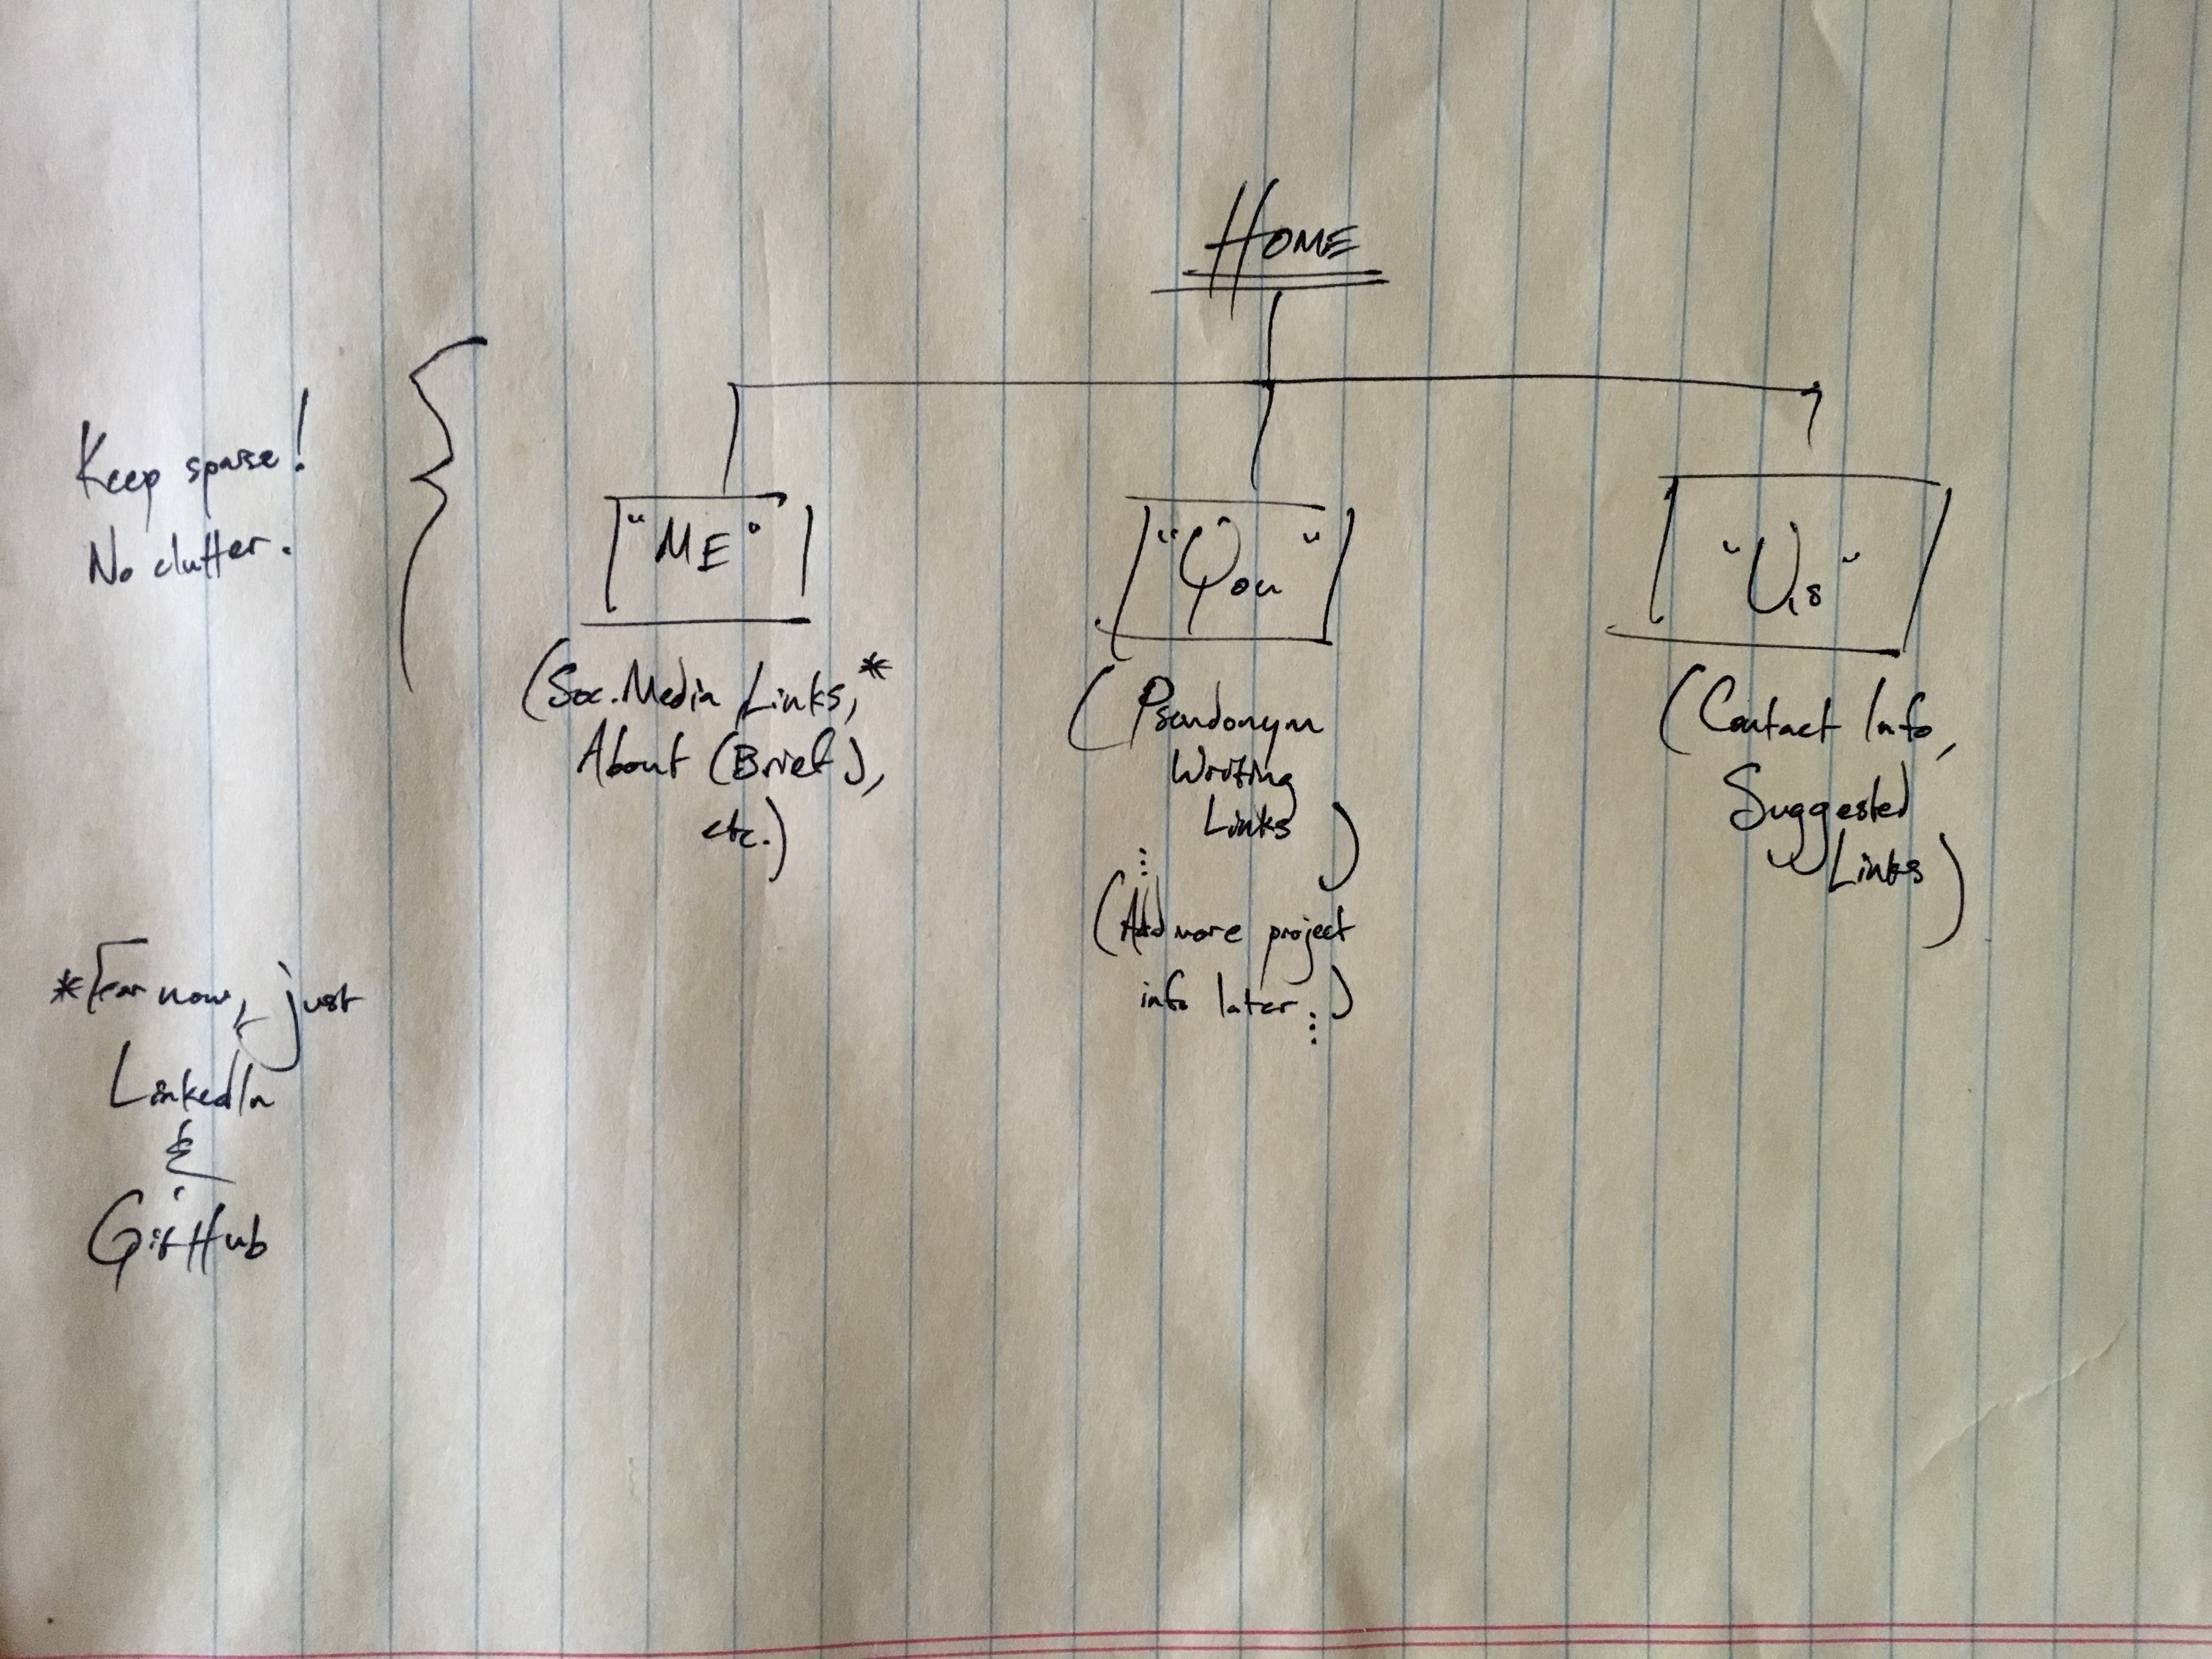 HOME
Keep sparse!
No clutter.
"ME"
(Soc. Media Links,*
About (Brief),
etc.)
"You"
(Pseudonym
Writing
Links)
(Add more project
info later...)
"Us"
(Contact Info,
Suggested
Links)
*For now, just
LinkedIn
&
GitHub